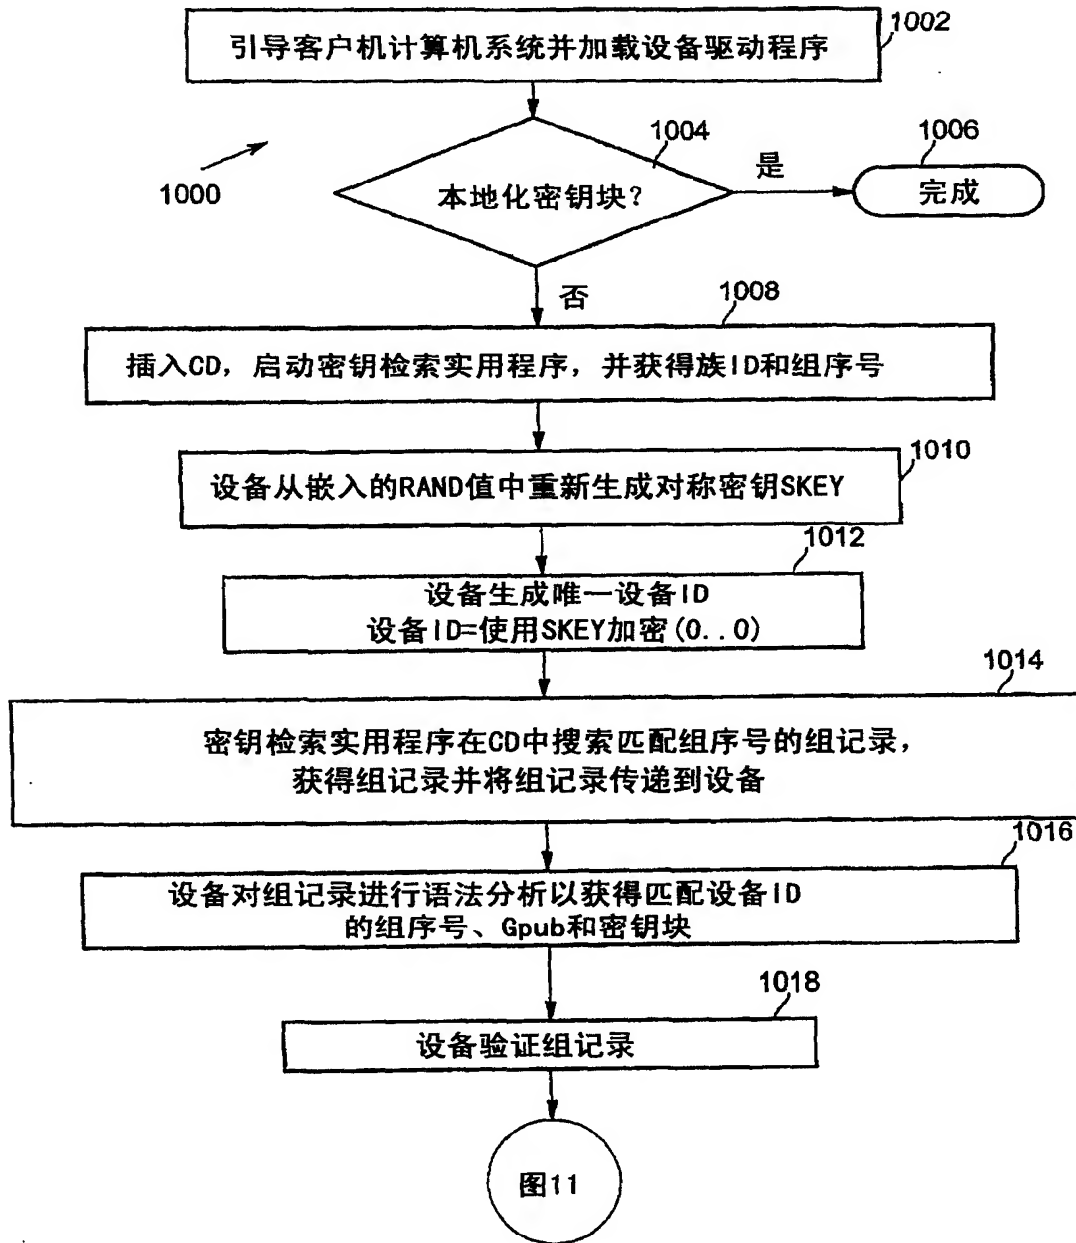 1002
引导客户机计算机系统并加载设备驱动程序
1004
1006
1000
本地化密钥块?
是
完成
否
1008
插入CD，启动密钥检索实用程序，并获得族ID和组序号
1010
设备从嵌入的RAND值中重新生成对称密钥SKEY
1012
设备生成唯一设备ID
设备ID=使用SKEY加密(0..0)
1014
密钥检索实用程序在CD中搜索匹配组序号的组记录，
获得组记录并将组记录传递到设备
1016
设备对组记录进行语法分析以获得匹配设备ID
的组序号、Gpub和密钥块
1018
设备验证组记录
图11